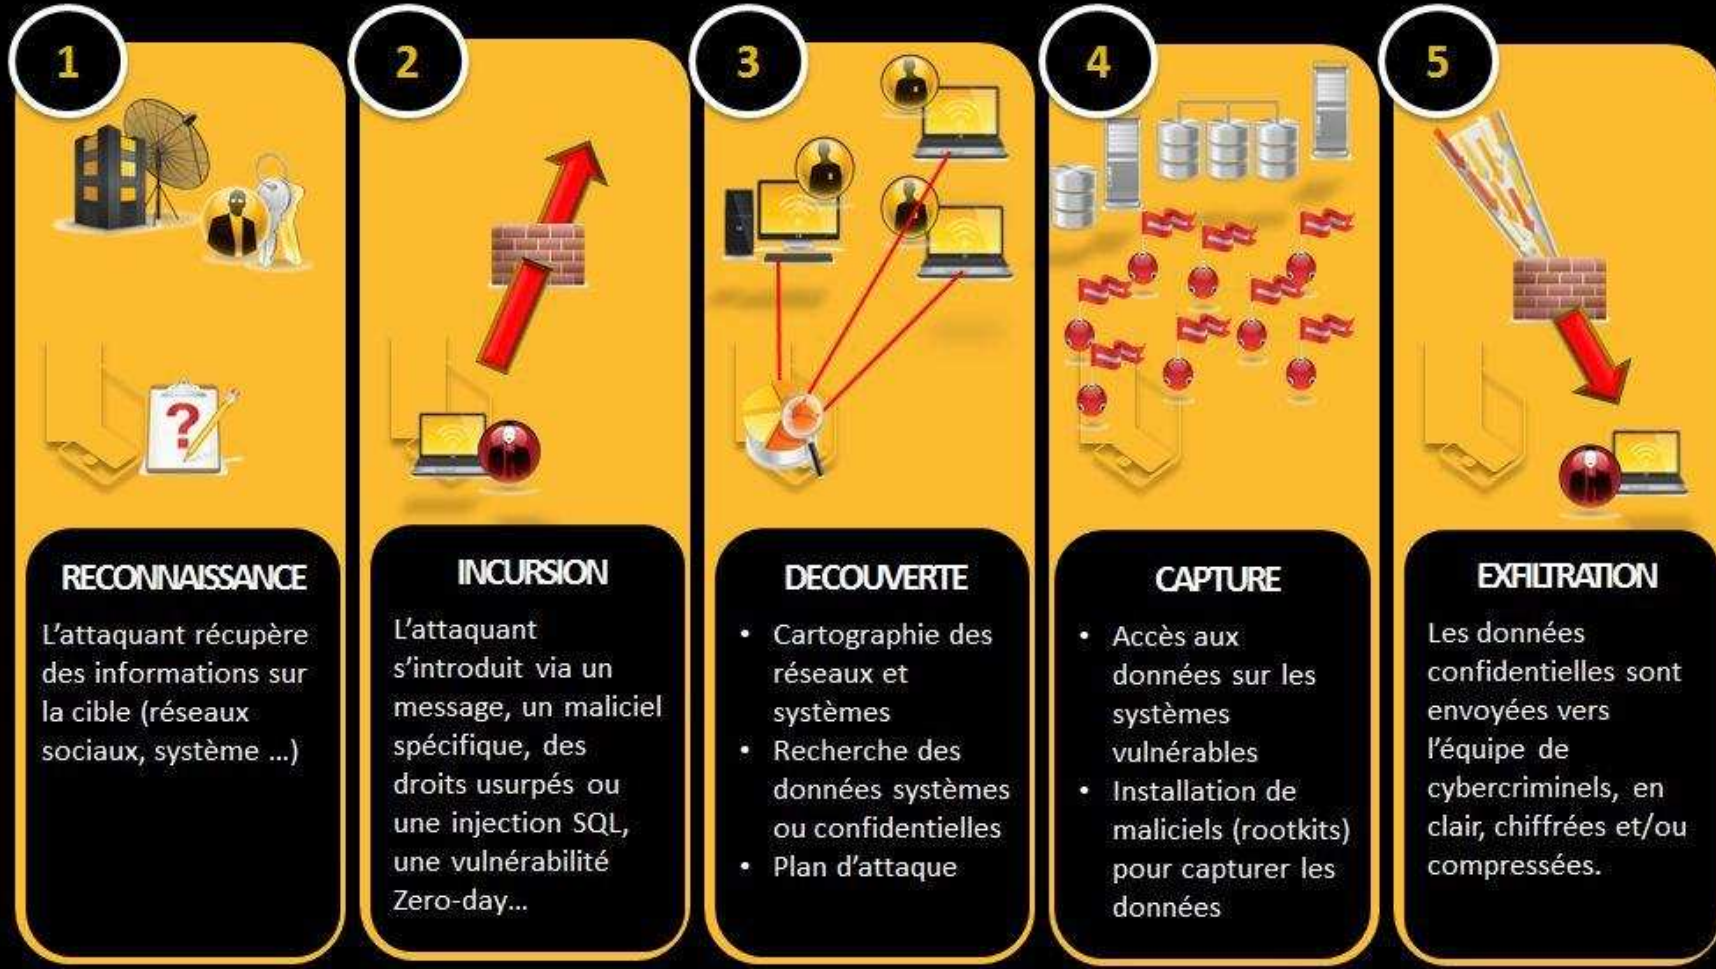 1
RECONNAISSANCE
L'attaquant récupère
des informations sur
la cible (réseaux
sociaux, système ...)
2
INCURSION
L'attaquant
s'introduit via un
message, un maliciel
spécifique, des
droits usurpés ou
une injection SQL,
une vulnérabilité
Zero-day...
3
DECOUVERTE
• Cartographie des
réseaux et
systèmes
• Recherche des
données systèmes
ou confidentielles
• Plan d'attaque
4
CAPTURE
• Accès aux
données sur les
systèmes
vulnérables
• Installation de
maliciels (rootkits)
pour capturer les
données
5
EXFILTRATION
Les données
confidentielles sont
envoyées vers
l'équipe de
cybercriminels, en
clair, chiffrées et/ou
compressées.
?